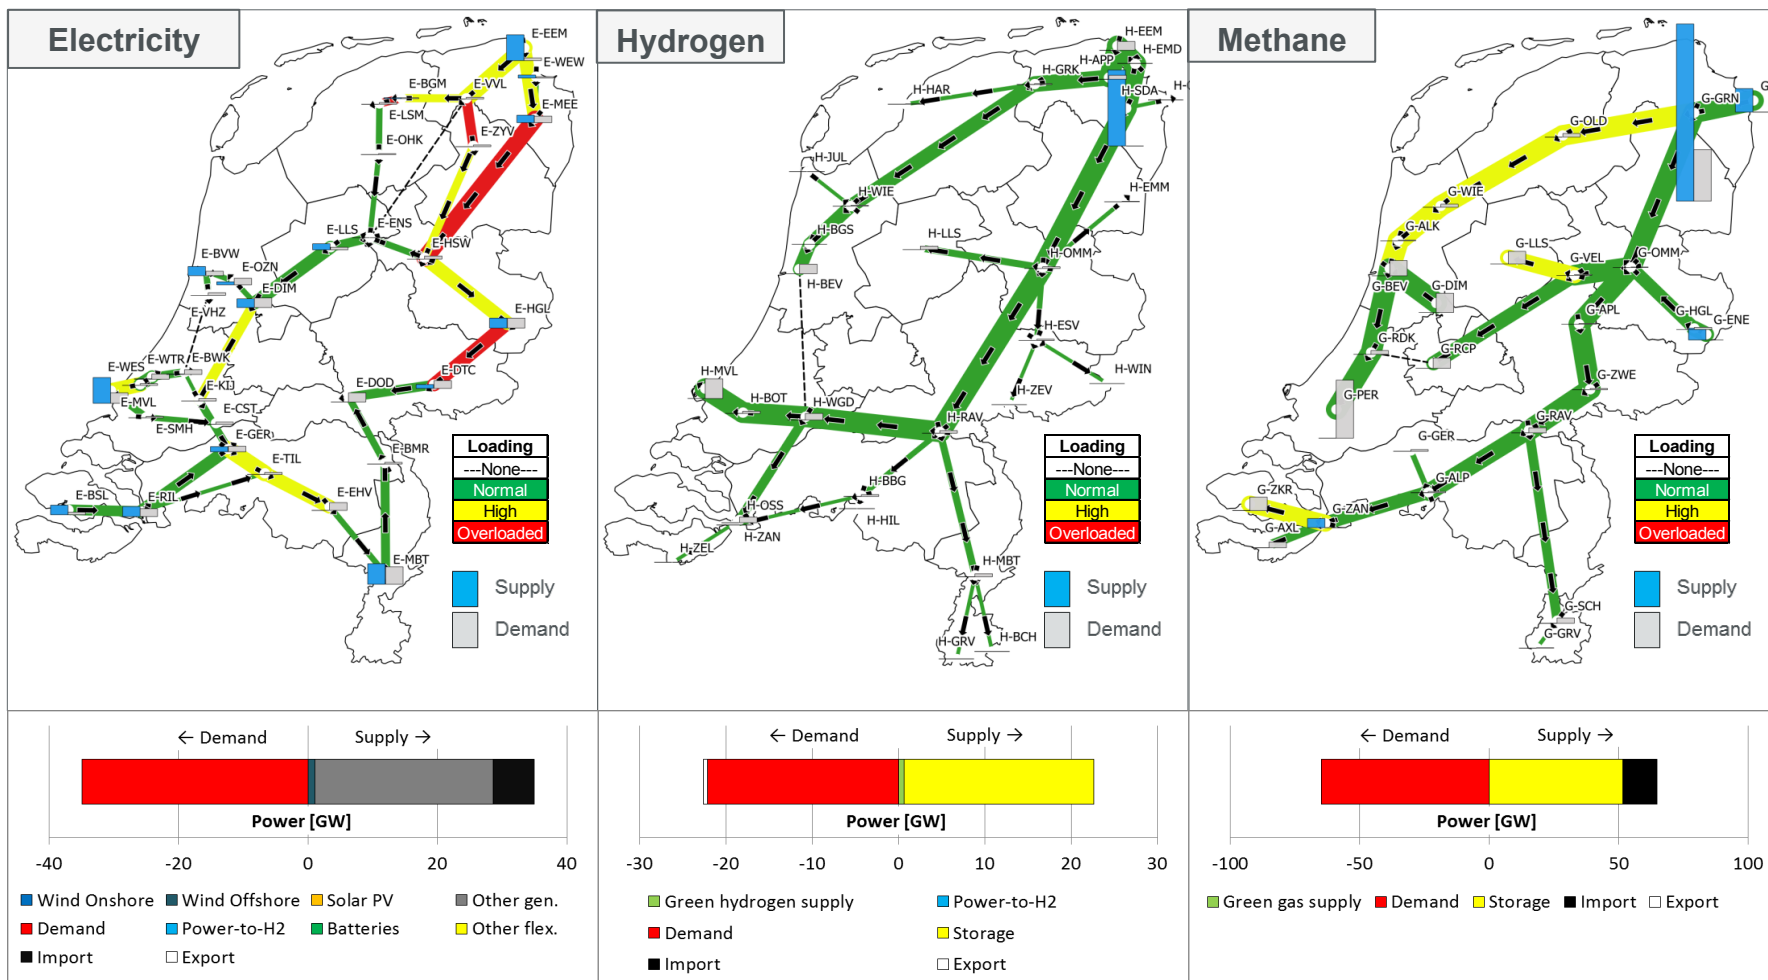 Electricity
E-EEM
E-WEW
E-BGM
E-VVL
E-MEE
E-LSM
E-ZYV
E-OHK
E-ENS
E-LLS
E-HSW
E-BVW
E-OZN
E-DIM
E-VHZ
E-HGL
E-WTR
E-BWK
E-WES
E-DTC
E-DOD
E-KIJ
E-MVL
E-CST
E-SMH
E-GER
E-TIL
E-BMR
E-EHV
E-BSL
E-RIL
E-MBT
Loading
---None---
Normal
High
Overloaded
Supply
Demand
Hydrogen
H-EEM
H-EMD
H-APP
H-GRK
H-HAR
H-SDA
H-JUL
H-WIE
H-EMM
H-BGS
H-LLS
H-OMM
H-BEV
H-ESV
H-WIN
H-ZEV
H-MVL
H-BOT
H-WGD
H-RAV
H-BBG
H-OSS
H-HIL
H-ZAN
H-ZEL
H-MBT
H-GRV
H-BCH
Loading
---None---
Normal
High
Overloaded
Supply
Demand
Methane
G-GRN
G-OLD
G-WIE
G-ALK
G-LLS
G-VEL
G-OMM
G-BEV
G-DIM
G-APL
G-HGL
G-ENE
G-RDK
G-RCP
G-ZWE
G-PER
G-RAV
G-GER
G-ALP
G-ZKR
G-ZAN
G-AXL
G-SCH
G-GRV
Loading
---None---
Normal
High
Overloaded
Supply
Demand
← Demand Supply →
Power [GW]
-40 -20 0 20 40
Wind Onshore Wind Offshore Solar PV Other gen.
Demand Power-to-H2 Batteries Other flex.
Import Export
← Demand Supply →
Power [GW]
-30 -20 -10 0 10 20 30
Green hydrogen supply Power-to-H2
Demand Storage
Import Export
← Demand Supply →
Power [GW]
-100 -50 0 50 100
Green gas supply Demand Storage Import Export